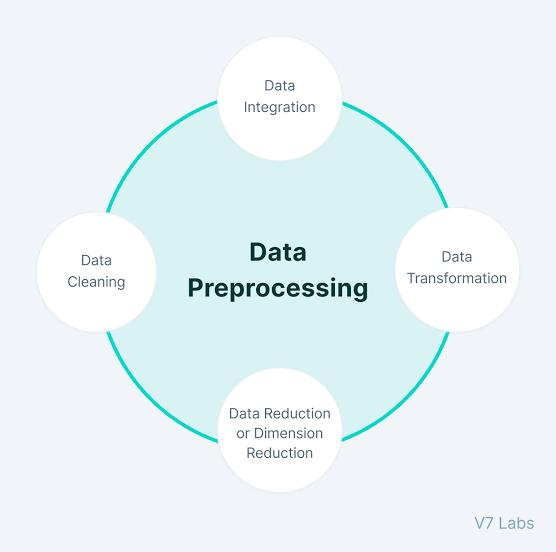 Data
Integration
Data
Cleaning
Data
Preprocessing
Data
Transformation
Data Reduction
or Dimension
Reduction
V7 Labs